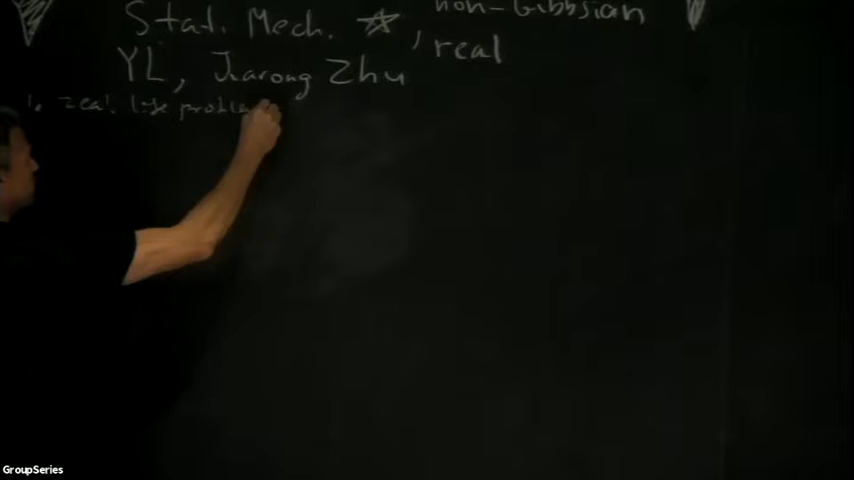 Stat. Mech. ☆ non-Gibbsian
, real
YL, Jiarong Zhu
1. real life problem
GroupSeries